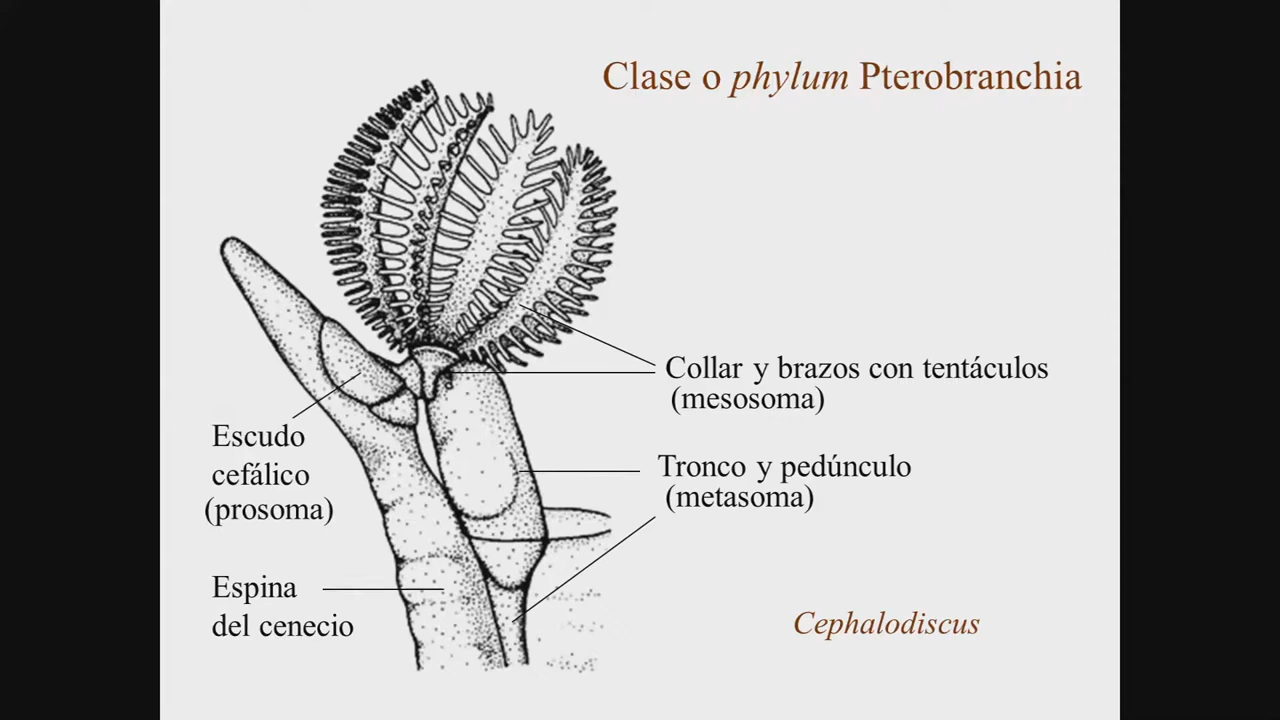 Clase o phylum Pterobranchia
Collar y brazos con tentáculos
(mesosoma)
Escudo
cefálico
(prosoma)
Tronco y pedúnculo
(metasoma)
Espina
del cenecio
Cephalodiscus